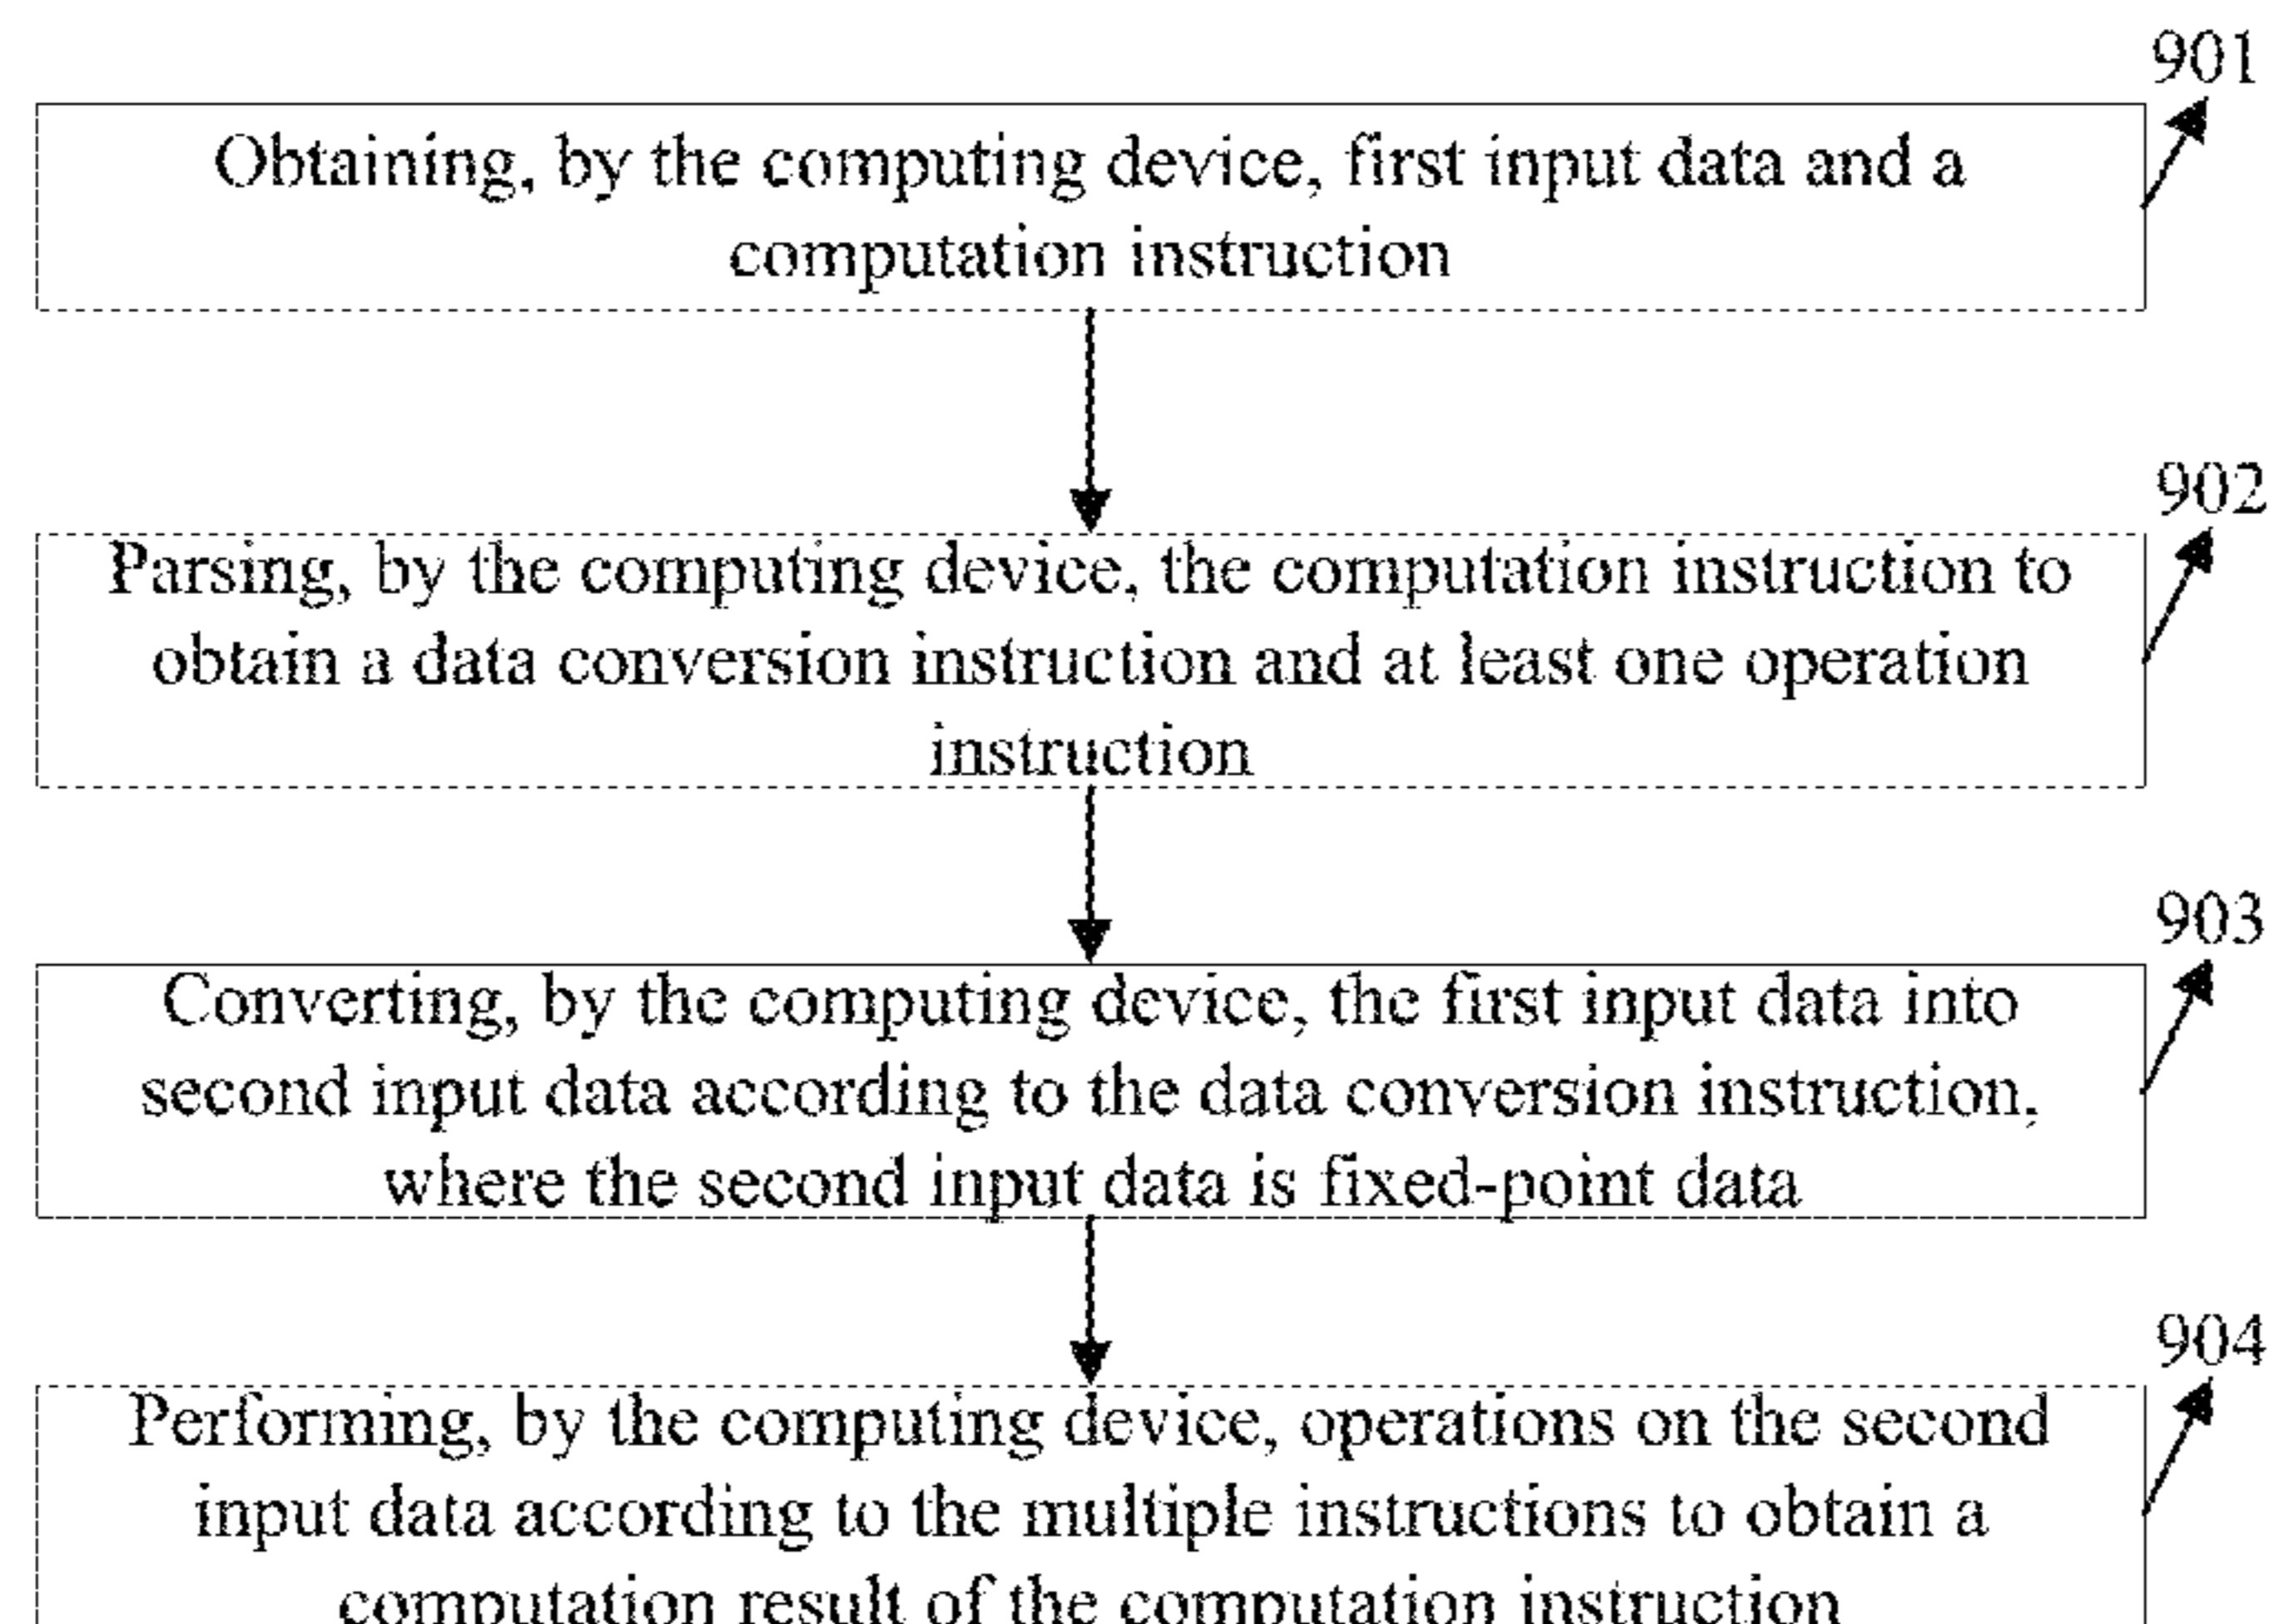 901
Obtaining, by the computing device, first input data and a
computation instruction
902
Parsing, by the computing device, the computation instruction to
obtain a data conversion instruction and at least one operation
instruction
903
Converting, by the computing device, the first input data into
second input data according to the data conversion instruction,
where the second input data is fixed-point data
904
Performing, by the computing device, operations on the second
input data according to the multiple instructions to obtain a
computation result of the computation instruction